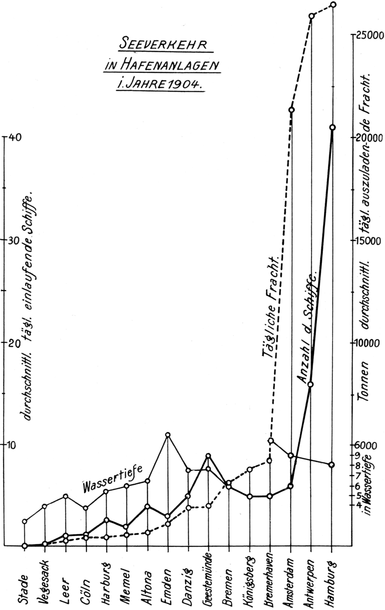 SEEVERKEHR
IN HAFENANLAGEN
i. JAHRE 1904.
40
30
20
10
durchschnittl. tägl. einlaufende Schiffe.
Wassertiefe
Tägliche Fracht.
Anzahl d. Schiffe.
25000
20000
15000
10000
6000
9
8
7
6
5
4
Tonnen durchschnittl. tägl. auszuladende Fracht.
in Wassertiefe
Stade
Vegesack
Leer
Cöln
Harburg
Memel
Altona
Emden
Danzig
Geestemünde
Bremen
Königsberg
Bremerhaven
Amsterdam
Antwerpen
Hamburg